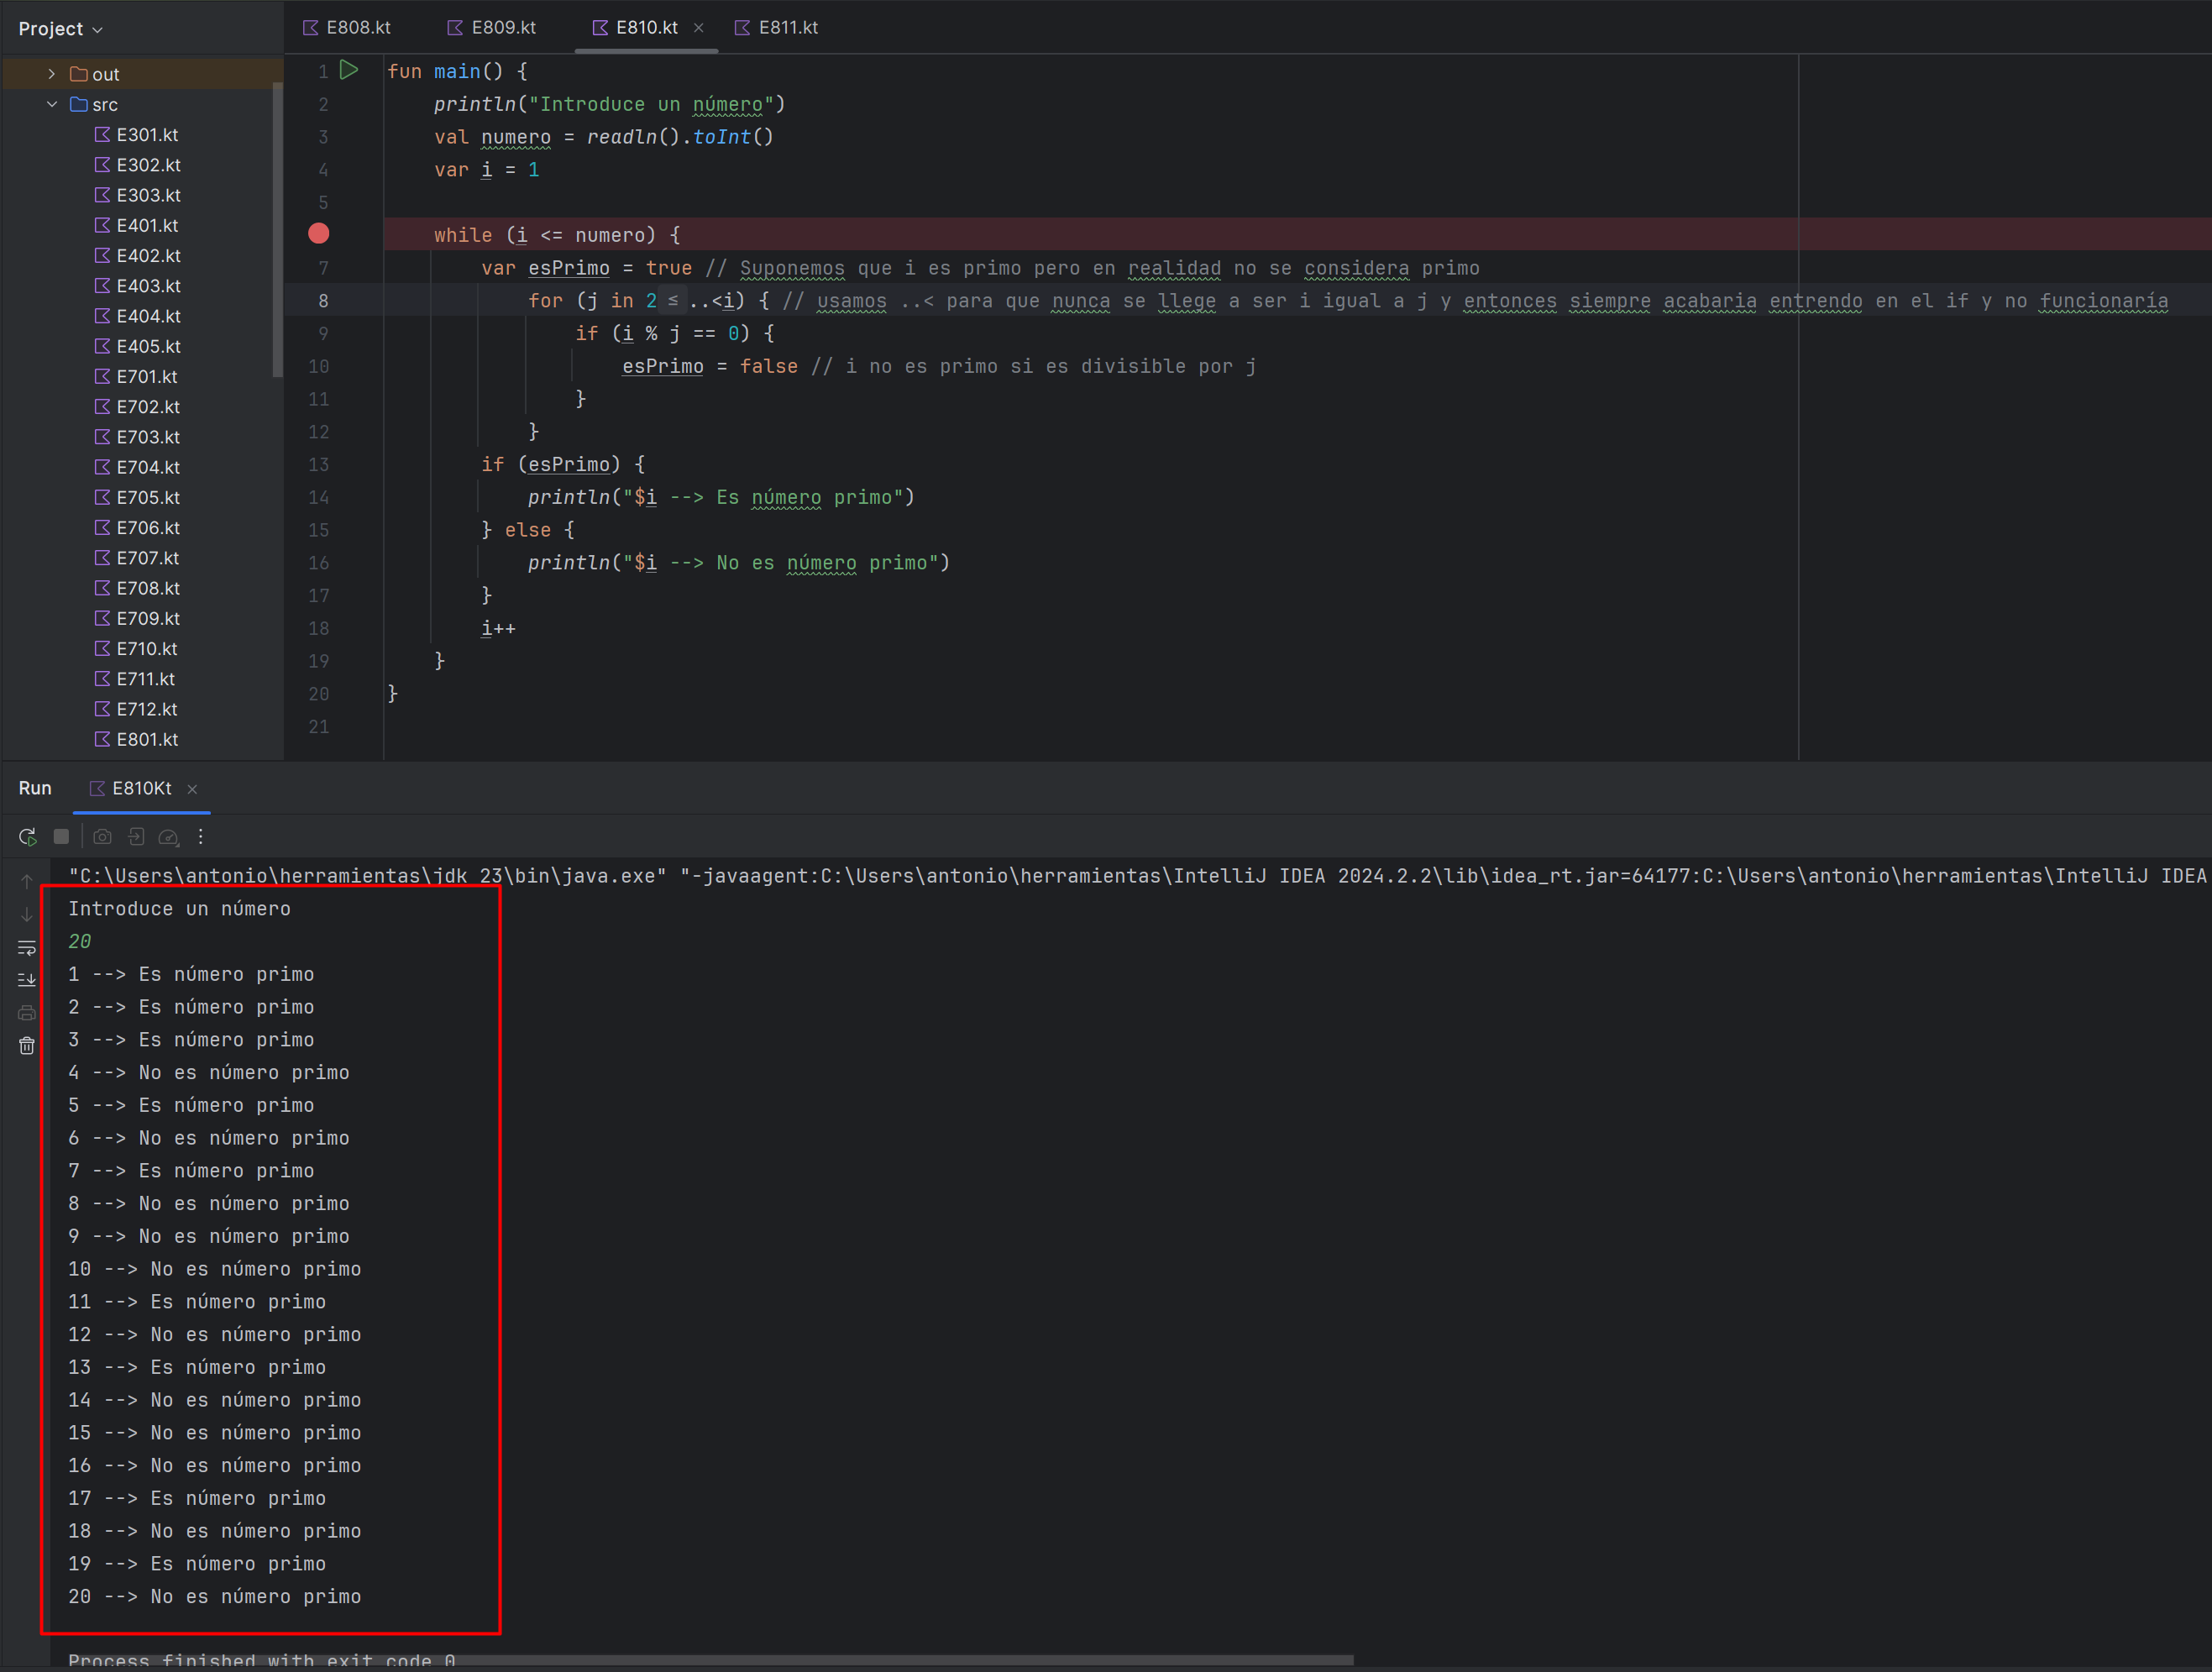 Project
E808.kt
E809.kt
E810.kt
E811.kt
out
src
E301.kt
E302.kt
E303.kt
E401.kt
E402.kt
E403.kt
E404.kt
E405.kt
E701.kt
E702.kt
E703.kt
E704.kt
E705.kt
E706.kt
E707.kt
E708.kt
E709.kt
E710.kt
E711.kt
E712.kt
E801.kt
1 fun main() {
2 println("Introduce un número")
3 val numero = readln().toInt()
4 var i = 1
5
while (i <= numero) {
7 var esPrimo = true // Suponemos que i es primo pero en realidad no se considera primo
8 for (j in 2 ≤ ..<i) { // usamos ..< para que nunca se llege a ser i igual a j y entonces siempre acabaria entrendo en el if y no funcionaría
9 if (i % j == 0) {
10 esPrimo = false // i no es primo si es divisible por j
11 }
12 }
13 if (esPrimo) {
14 println("$i --> Es número primo")
15 } else {
16 println("$i --> No es número primo")
17 }
18 i++
19 }
20 }
21
Run
E810Kt
"C:\Users\antonio\herramientas\jdk 23\bin\java.exe" "-javaagent:C:\Users\antonio\herramientas\IntelliJ IDEA 2024.2.2\lib\idea_rt.jar=64177:C:\Users\antonio\herramientas\IntelliJ IDEA
Introduce un número
20
1 --> Es número primo
2 --> Es número primo
3 --> Es número primo
4 --> No es número primo
5 --> Es número primo
6 --> No es número primo
7 --> Es número primo
8 --> No es número primo
9 --> No es número primo
10 --> No es número primo
11 --> Es número primo
12 --> No es número primo
13 --> Es número primo
14 --> No es número primo
15 --> No es número primo
16 --> No es número primo
17 --> Es número primo
18 --> No es número primo
19 --> Es número primo
20 --> No es número primo
Process finished with exit code 0